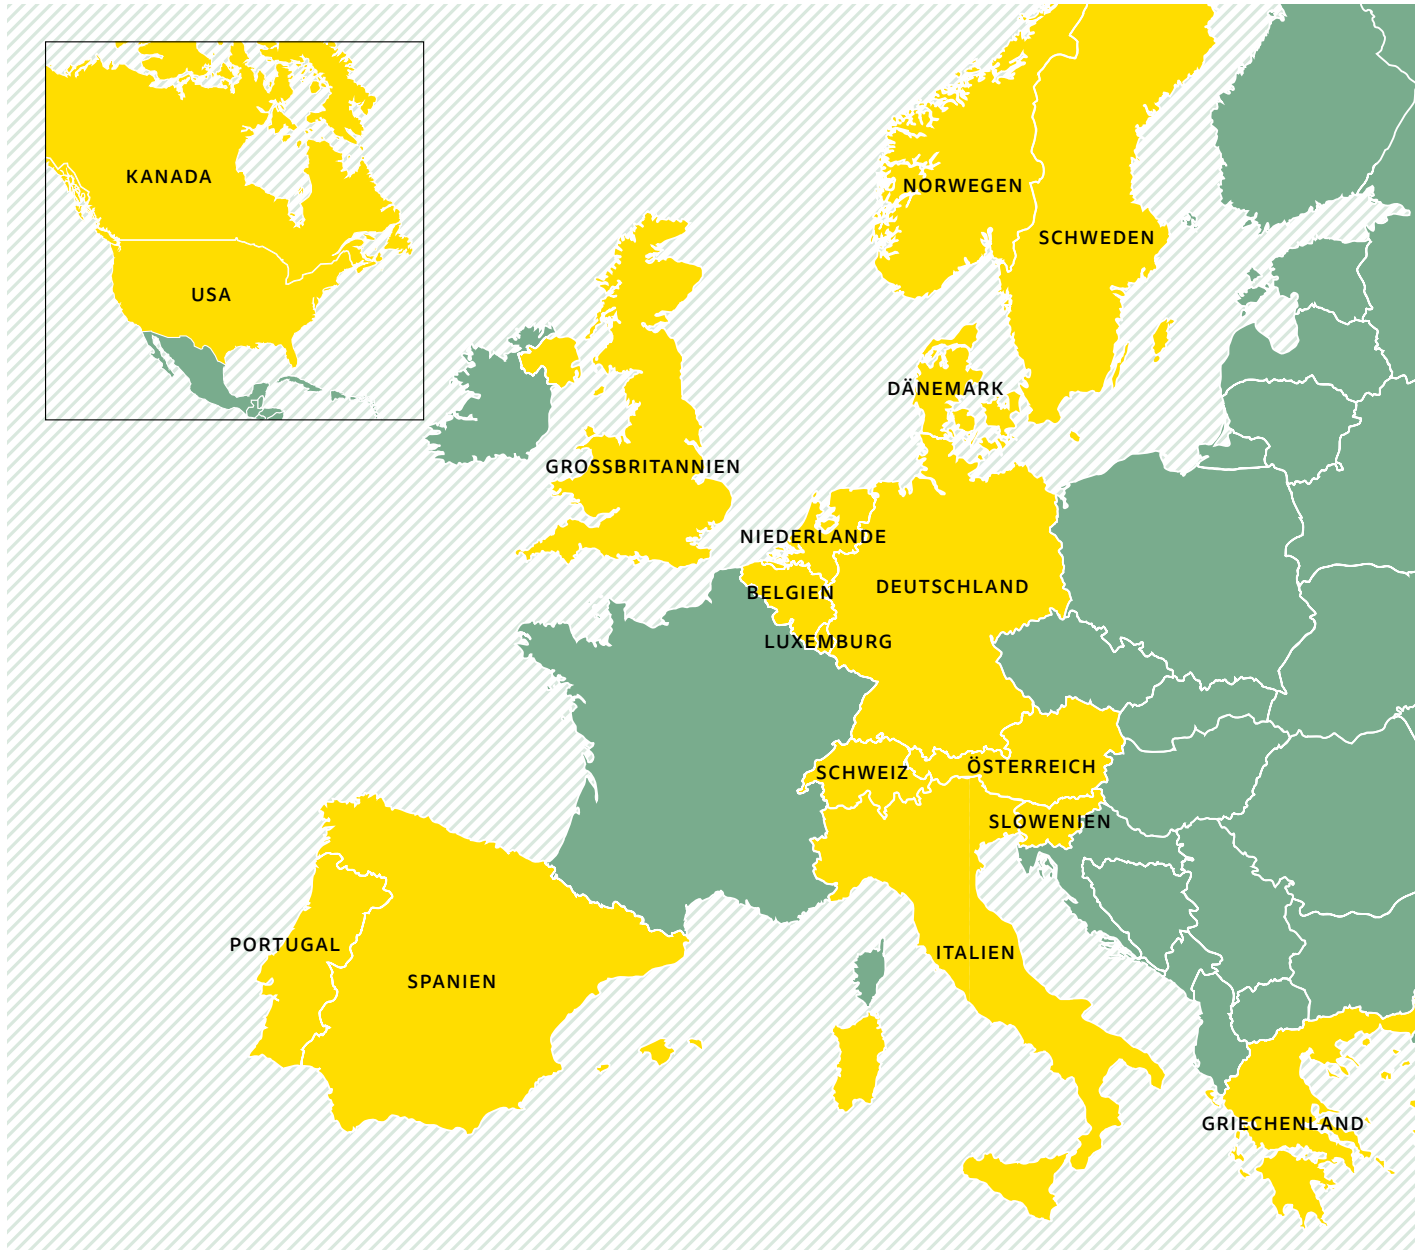 KANADA
USA
NORWEGEN
SCHWEDEN
DÄNEMARK
GROSSBRITANNIEN
NIEDERLANDE
DEUTSCHLAND
BELGIEN
LUXEMBURG
SCHWEIZ
ÖSTERREICH
SLOWENIEN
PORTUGAL
SPANIEN
ITALIEN
GRIECHENLAND